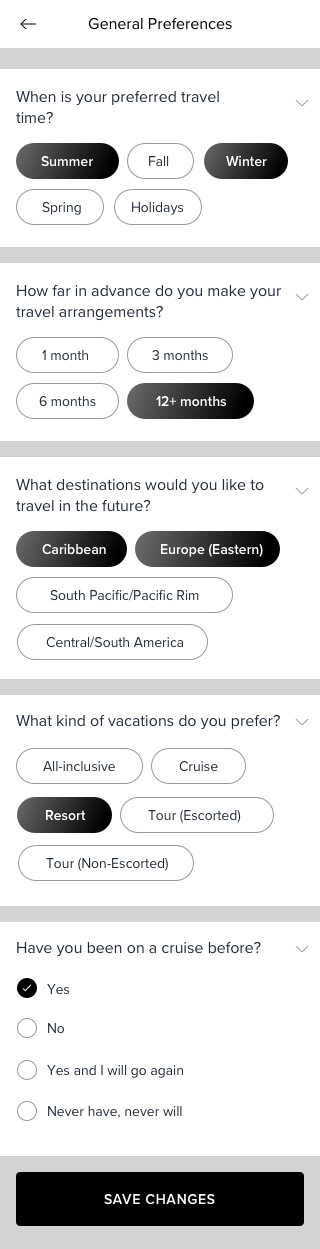 General Preferences
When is your preferred travel
time?
Summer Fall Winter
Spring Holidays
How far in advance do you make your
travel arrangements?
1 month 3 months
6 months 12+ months
What destinations would you like to
travel in the future?
Caribbean Europe (Eastern)
South Pacific/Pacific Rim
Central/South America
What kind of vacations do you prefer?
All-inclusive Cruise
Resort Tour (Escorted)
Tour (Non-Escorted)
Have you been on a cruise before?
Yes
No
Yes and I will go again
Never have, never will
SAVE CHANGES